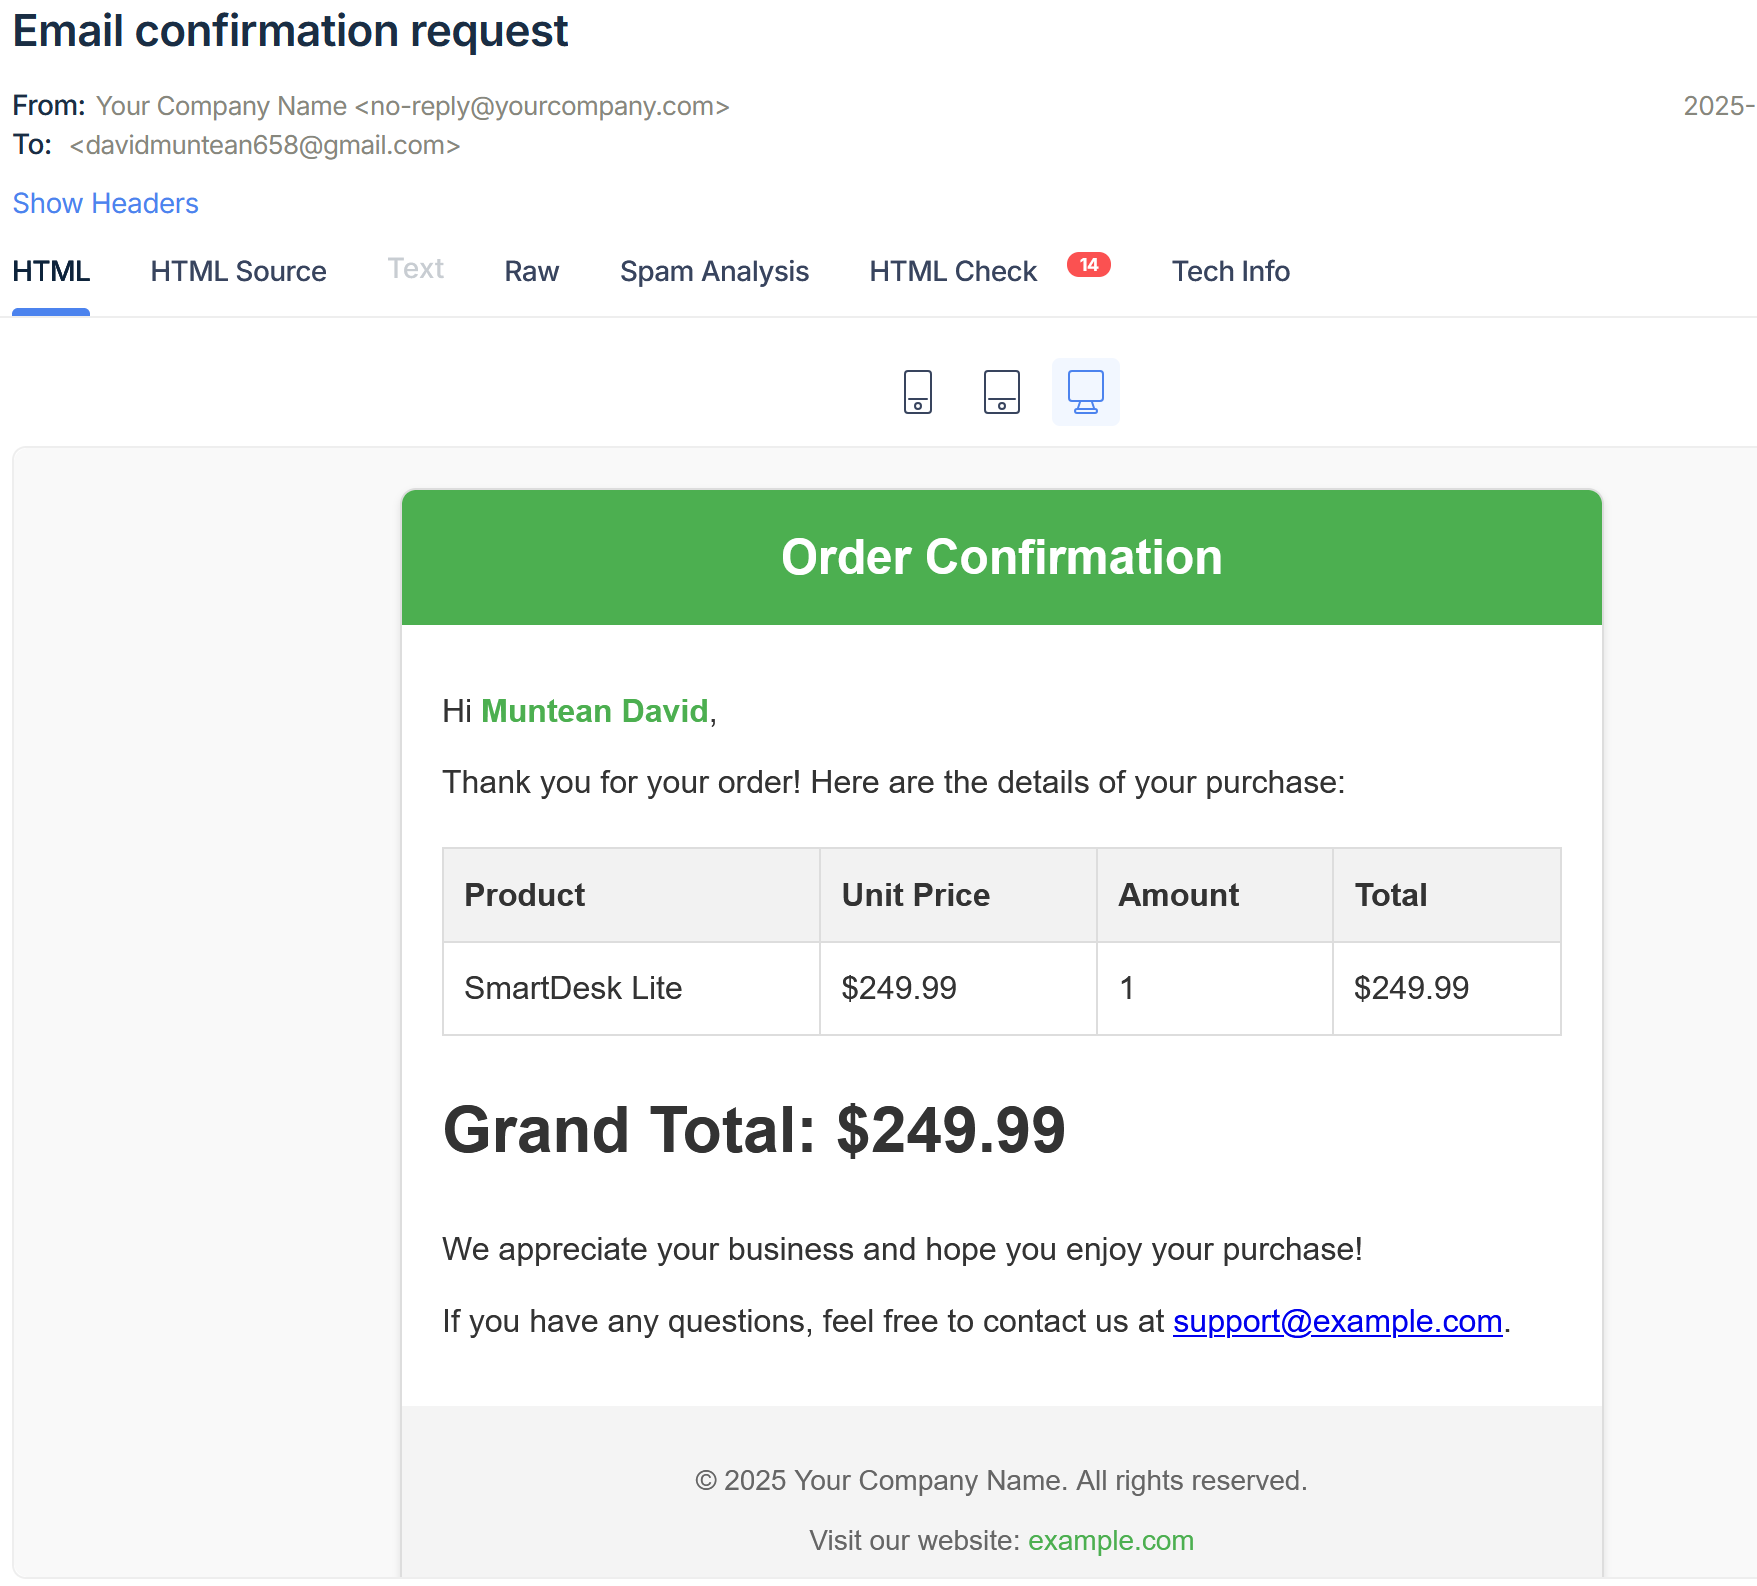 Email confirmation request
From: Your Company Name <no-reply@yourcompany.com> 2025-
To: <davidmuntean658@gmail.com>
Show Headers
HTML HTML Source Text Raw Spam Analysis HTML Check 14 Tech Info
Order Confirmation
Hi Muntean David,
Thank you for your order! Here are the details of your purchase:
Product Unit Price Amount Total
SmartDesk Lite $249.99 1 $249.99
Grand Total: $249.99
We appreciate your business and hope you enjoy your purchase!
If you have any questions, feel free to contact us at support@example.com.
© 2025 Your Company Name. All rights reserved.
Visit our website: example.com